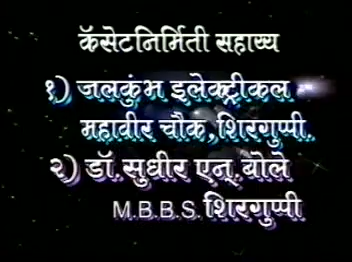 कॅसेटनिर्मिती सहाय्य
१) जलकुंभ इलेक्ट्रीकल
महावीर चौक,शिरगुप्पी.
२) डॉ.सुधीर एन्.बोले
M.B.B.S.शिरगुप्पी